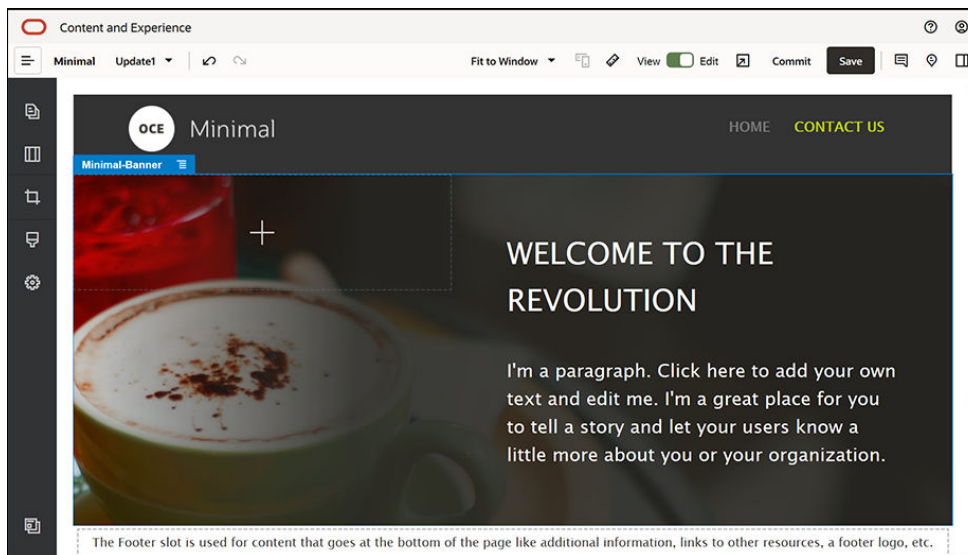 Content and Experience
Minimal Update1 Fit to Window View Edit Commit Save
OCE Minimal HOME CONTACT US
Minimal-Banner
WELCOME TO THE
REVOLUTION
I'm a paragraph. Click here to add your own
text and edit me. I'm a great place for you
to tell a story and let your users know a
little more about you or your organization.
The Footer slot is used for content that goes at the bottom of the page like additional information, links to other resources, a footer logo, etc.